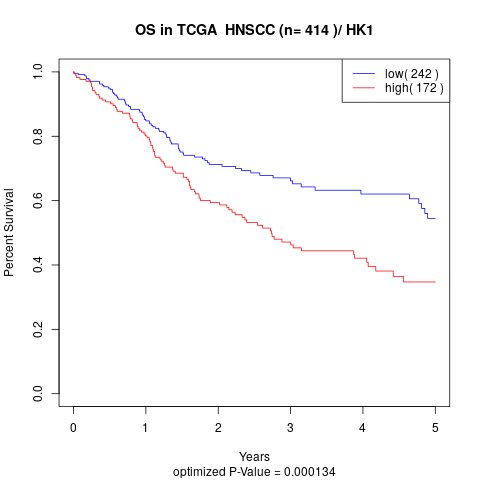 OS in TCGA  HNSCC (n= 414 )/ HK1
low( 242 )
high( 172 )
Percent Survival
1.0
0.8
0.6
0.4
0.2
0.0
0 1 2 3 4 5
Years
optimized P-Value = 0.000134